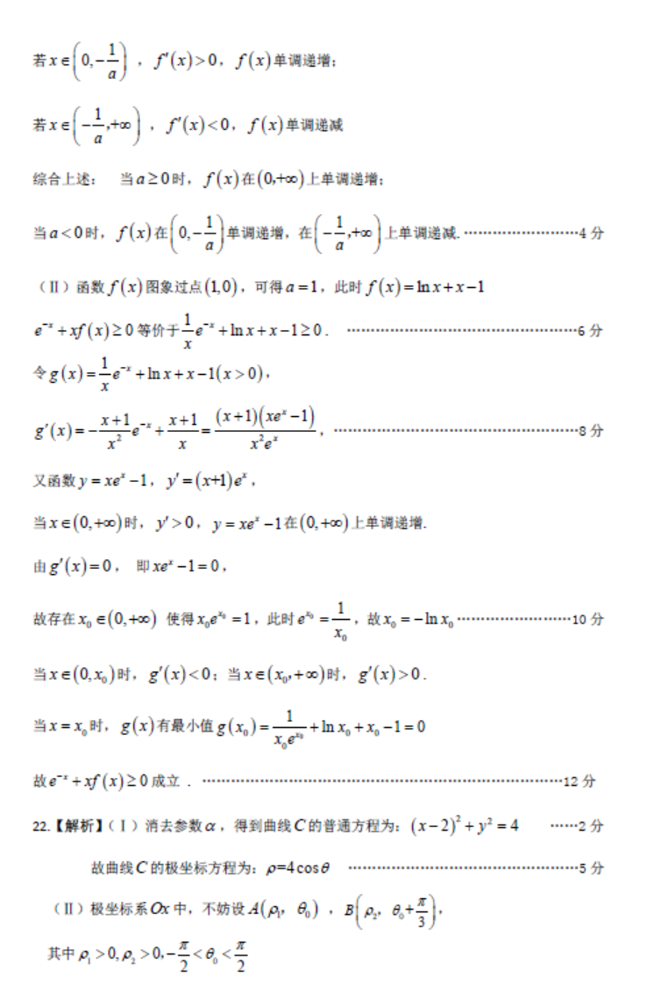 若 $x\in\left(0,-\frac{1}{a}\right)$ ，$f'(x)>0$，$f(x)$单调递增；
若 $x\in\left(-\frac{1}{a},+\infty\right)$ ，$f'(x)<0$，$f(x)$单调递减
综合上述： 当$a\geq 0$时，$f(x)$在$(0,+\infty)$上单调递增；
当$a<0$时，$f(x)$在$\left(0,-\frac{1}{a}\right)$单调递增，在$\left(-\frac{1}{a},+\infty\right)$上单调递减.························4 分
（Ⅱ）函数$f(x)$图象过点$(1,0)$，可得$a=1$，此时$f(x)=\ln x+x-1$
$e^{-x}+xf(x)\geq 0$等价于$\frac{1}{x}e^{-x}+\ln x+x-1\geq 0$． ················································6 分
令$g(x)=\frac{1}{x}e^{-x}+\ln x+x-1(x>0)$，
$g'(x)=-\frac{x+1}{x^2}e^{-x}+\frac{x+1}{x}=\frac{(x+1)(xe^x-1)}{x^2e^x}$，···················································8 分
又函数$y=xe^x-1$，$y'=(x+1)e^x$，
当$x\in(0,+\infty)$时，$y'>0$，$y=xe^x-1$在$(0,+\infty)$上单调递增.
由$g'(x)=0$， 即$xe^x-1=0$，
故存在$x_0\in(0,+\infty)$ 使得$x_0e^{x_0}=1$，此时$e^{x_0}=\frac{1}{x_0}$，故$x_0=-\ln x_0$························10 分
当$x\in(0,x_0)$时，$g'(x)<0$；当$x\in(x_0,+\infty)$时，$g'(x)>0$．
当$x=x_0$时，$g(x)$有最小值$g(x_0)=\frac{1}{x_0e^{x_0}}+\ln x_0+x_0-1=0$
故$e^{-x}+xf(x)\geq 0$成立．···········································································12 分
22.【解析】（Ⅰ）消去参数$\alpha$，得到曲线$C$的普通方程为：$(x-2)^2+y^2=4$ ······2 分
故曲线$C$的极坐标方程为：$\rho=4\cos\theta$ ················································5 分
（Ⅱ）极坐标系$Ox$中，不妨设$A(\rho_1,\theta_0)$，$B\left(\rho_2,\theta_0+\frac{\pi}{3}\right)$，
其中$\rho_1>0,\rho_2>0,-\frac{\pi}{2}<\theta_0<\frac{\pi}{2}$